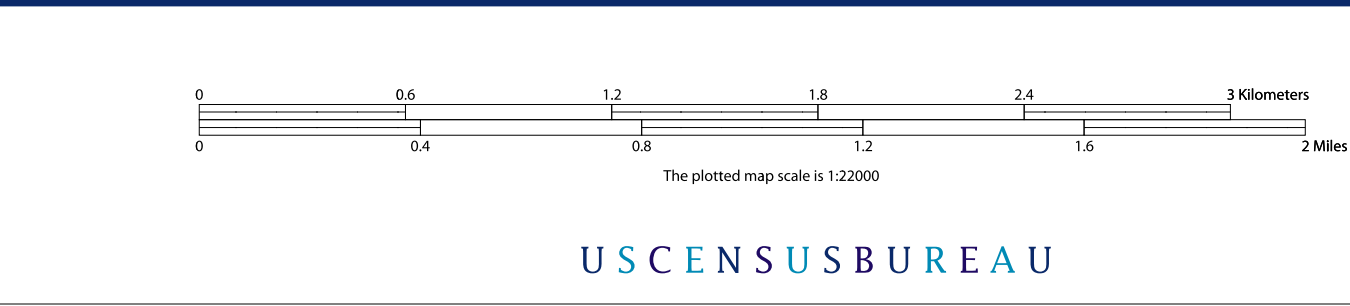 0 0.6 1.2 1.8 2.4 3 Kilometers
0 0.4 0.8 1.2 1.6 2 Miles
The plotted map scale is 1:22000
USCENSUSBUREAU